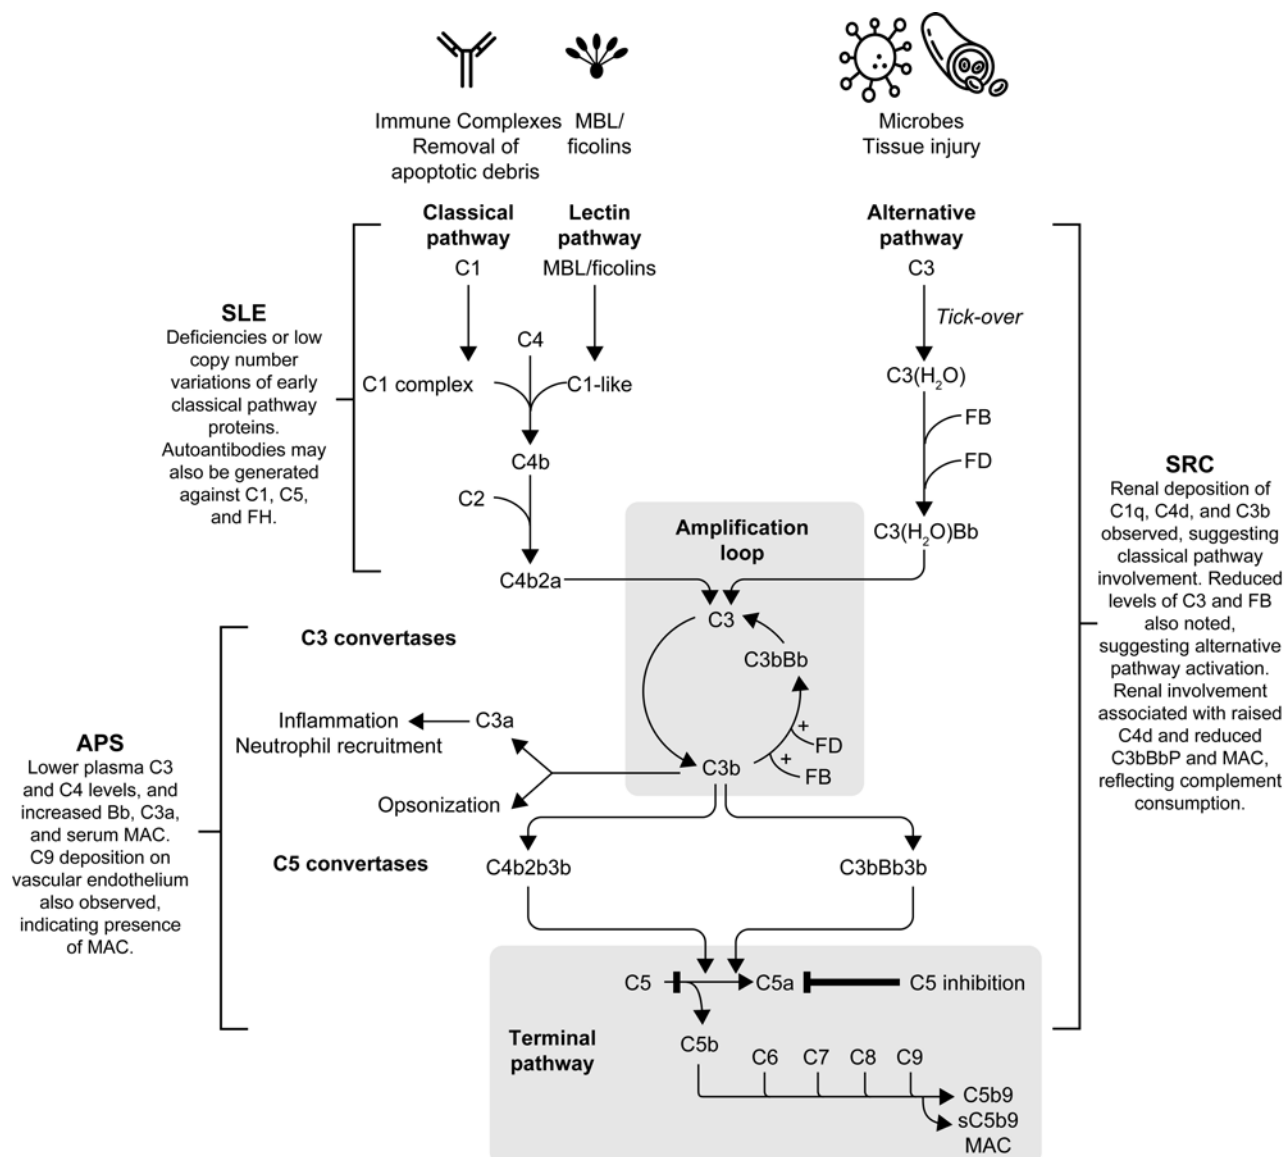 Immune Complexes
Removal of
apoptotic debris
MBL/
ficolins
Microbes
Tissue injury
Classical
pathway
Lectin
pathway
Alternative
pathway
C1
MBL/ficolins
C3
SLE
Deficiencies or low
copy number
variations of early
classical pathway
proteins.
Autoantibodies may
also be generated
against C1, C5,
and FH.
Tick-over
C4
C1 complex
C1-like
C3(H₂O)
FB
C4b
FD
C2
C3(H₂O)Bb
C4b2a
SRC
Renal deposition of
C1q, C4d, and C3b
observed, suggesting
classical pathway
involvement. Reduced
levels of C3 and FB
also noted,
suggesting alternative
pathway activation.
Renal involvement
associated with raised
C4d and reduced
C3bBbP and MAC,
reflecting complement
consumption.
Amplification
loop
C3
C3bBb
+
FD
+
FB
C3b
C3 convertases
Inflammation
Neutrophil recruitment
C3a
Opsonization
APS
Lower plasma C3
and C4 levels, and
increased Bb, C3a,
and serum MAC.
C9 deposition on
vascular endothelium
also observed,
indicating presence
of MAC.
C5 convertases
C4b2b3b
C3bBb3b
C5
C5a
C5 inhibition
Terminal
pathway
C5b
C6
C7
C8
C9
C5b9
sC5b9
MAC